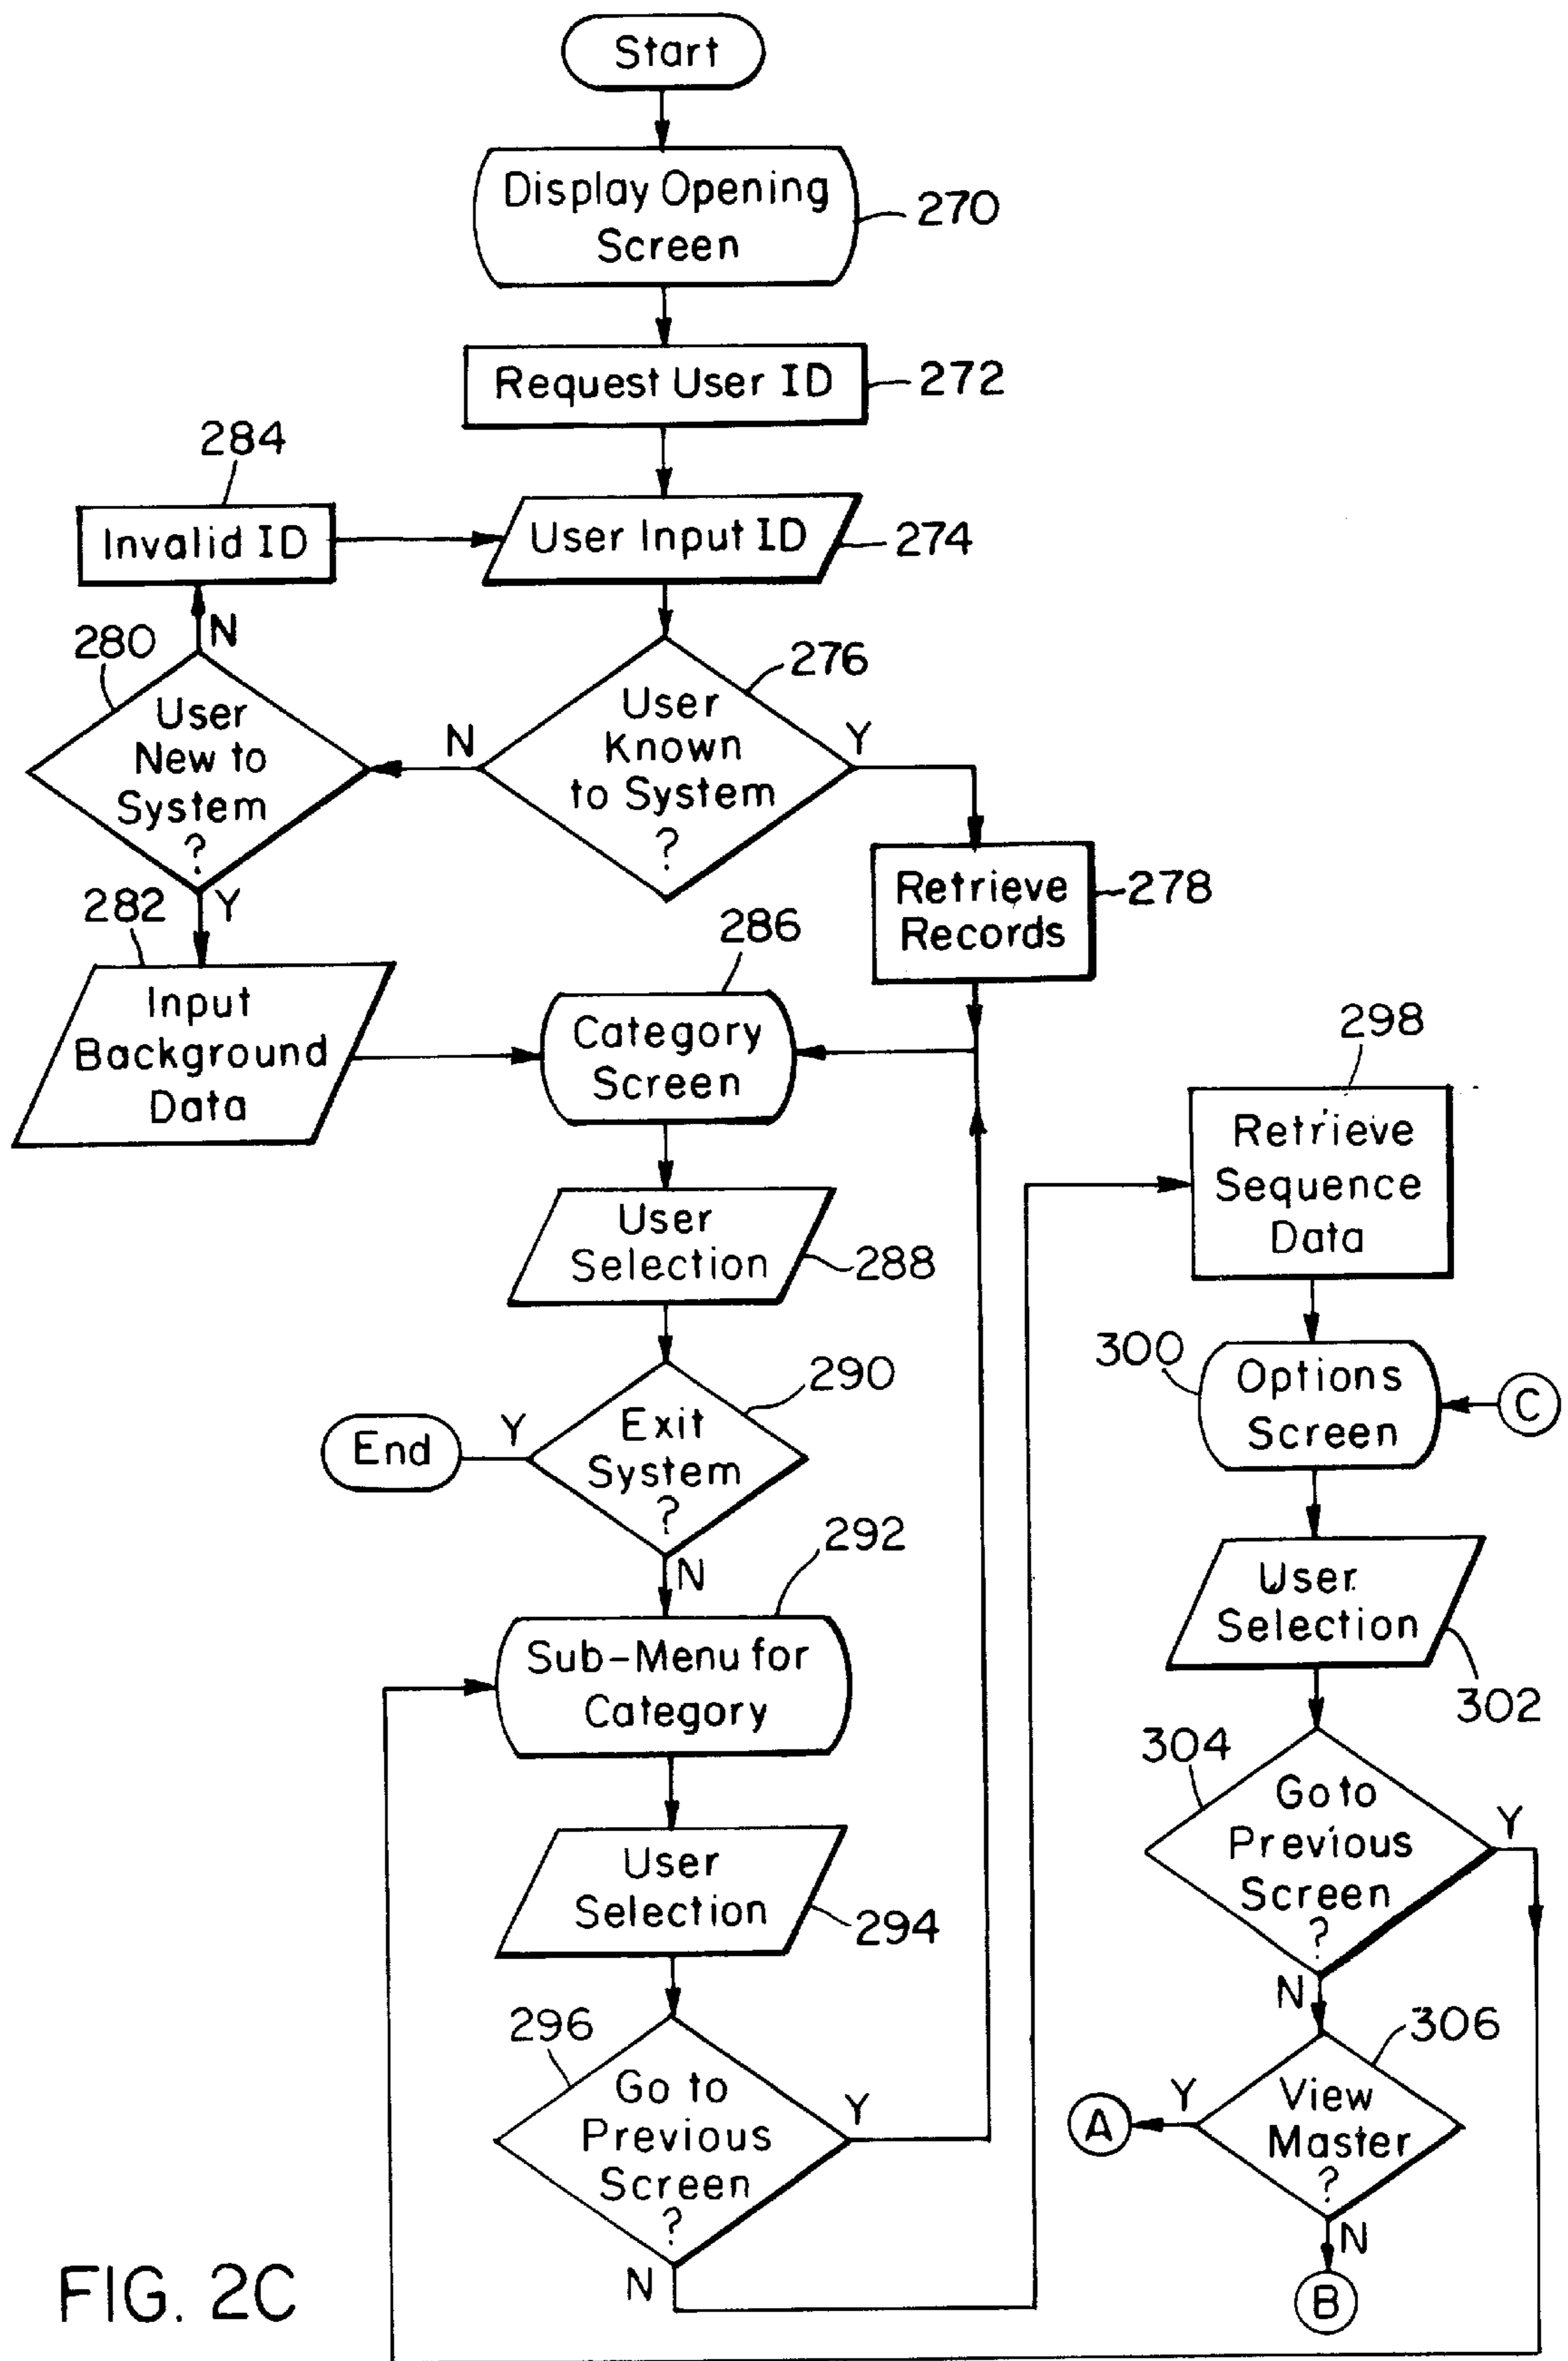 Start
Display Opening
Screen
270
Request User ID
272
284
Invalid ID
User Input ID
274
280
N
276
User
New to
System
?
N
User
Known
to System
?
Y
282
Y
Retrieve
Records
278
286
Input
Background
Data
Category
Screen
298
Retrieve
Sequence
Data
User
Selection
288
290
300
Options
Screen
C
End
Y
Exit
System
?
N
292
User
Selection
302
Sub-Menu for
Category
304
Go to
Previous
Screen
?
Y
N
User
Selection
294
296
Go to
Previous
Screen
?
Y
N
306
View
Master
?
Y
A
N
B
FIG. 2C